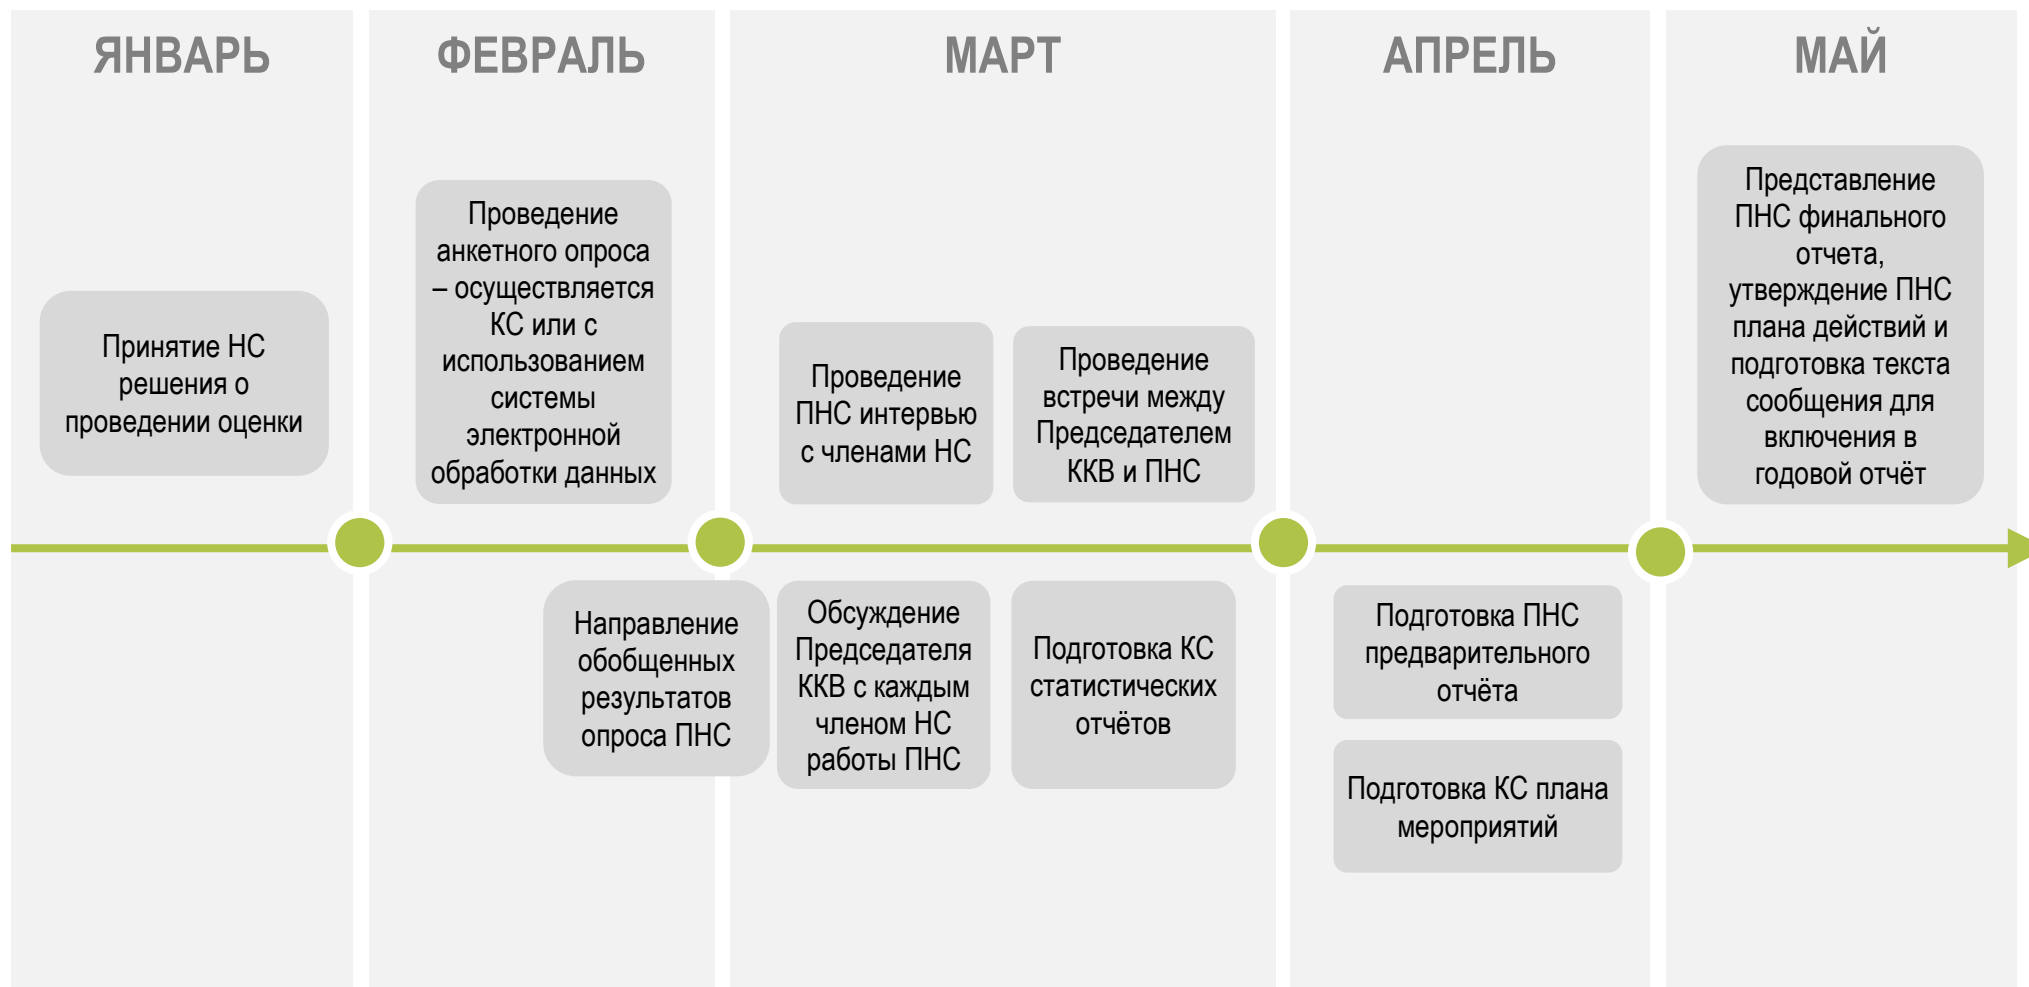 ЯНВАРЬ
ФЕВРАЛЬ
МАРТ
АПРЕЛЬ
МАЙ
Принятие НС
решения о
проведении оценки
Проведение
анкетного опроса
– осуществляется
КС или с
использованием
системы
электронной
обработки данных
Направление
обобщенных
результатов
опроса ПНС
Проведение
ПНС интервью
с членами НС
Проведение
встречи между
Председателем
ККВ и ПНС
Обсуждение
Председателя
ККВ с каждым
членом НС
работы ПНС
Подготовка КС
статистических
отчётов
Подготовка ПНС
предварительного
отчёта
Подготовка КС плана
мероприятий
Представление
ПНС финального
отчета,
утверждение ПНС
плана действий и
подготовка текста
сообщения для
включения в
годовой отчёт